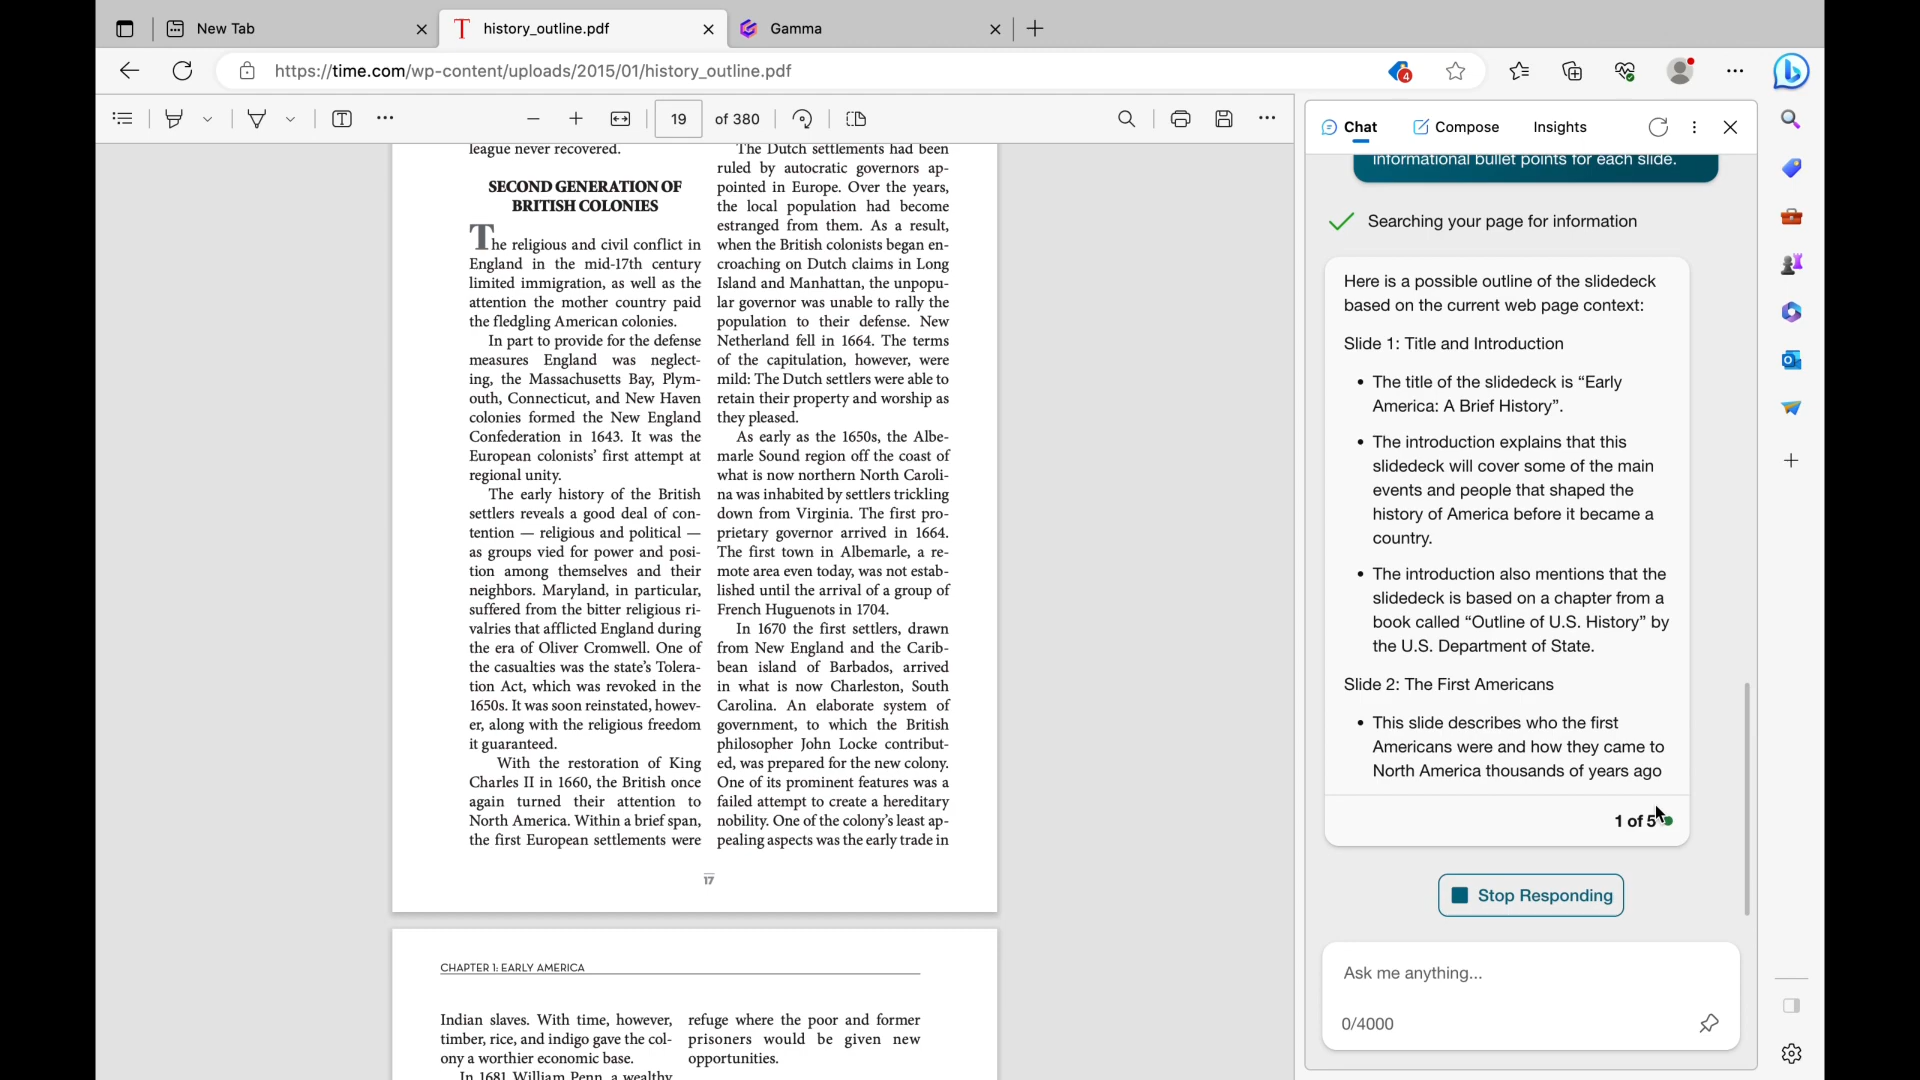 New Tab
history_outline.pdf
Gamma
https://time.com/wp-content/uploads/2015/01/history_outline.pdf
4
19 of 380
league never recovered.
SECOND GENERATION OF
BRITISH COLONIES
The religious and civil conflict in
England in the mid-17th century
limited immigration, as well as the
attention the mother country paid
the fledgling American colonies.
In part to provide for the defense
measures England was neglect-
ing, the Massachusetts Bay, Plym-
outh, Connecticut, and New Haven
colonies formed the New England
Confederation in 1643. It was the
European colonists' first attempt at
regional unity.
The early history of the British
settlers reveals a good deal of con-
tention — religious and political —
as groups vied for power and posi-
tion among themselves and their
neighbors. Maryland, in particular,
suffered from the bitter religious ri-
valries that afflicted England during
the era of Oliver Cromwell. One of
the casualties was the state's Tolera-
tion Act, which was revoked in the
1650s. It was soon reinstated, howev-
er, along with the religious freedom
it guaranteed.
With the restoration of King
Charles II in 1660, the British once
again turned their attention to
North America. Within a brief span,
the first European settlements were
The Dutch settlements had been
ruled by autocratic governors ap-
pointed in Europe. Over the years,
the local population had become
estranged from them. As a result,
when the British colonists began en-
croaching on Dutch claims in Long
Island and Manhattan, the unpopu-
lar governor was unable to rally the
population to their defense. New
Netherland fell in 1664. The terms
of the capitulation, however, were
mild: The Dutch settlers were able to
retain their property and worship as
they pleased.
As early as the 1650s, the Albe-
marle Sound region off the coast of
what is now northern North Caroli-
na was inhabited by settlers trickling
down from Virginia. The first pro-
prietary governor arrived in 1664.
The first town in Albemarle, a re-
mote area even today, was not estab-
lished until the arrival of a group of
French Huguenots in 1704.
In 1670 the first settlers, drawn
from New England and the Carib-
bean island of Barbados, arrived
in what is now Charleston, South
Carolina. An elaborate system of
government, to which the British
philosopher John Locke contribut-
ed, was prepared for the new colony.
One of its prominent features was a
failed attempt to create a hereditary
nobility. One of the colony's least ap-
pealing aspects was the early trade in
17
CHAPTER 1: EARLY AMERICA
Indian slaves. With time, however,
timber, rice, and indigo gave the col-
ony a worthier economic base.
In 1681 William Penn, a wealthy
refuge where the poor and former
prisoners would be given new
opportunities.
Chat
Compose
Insights
informational bullet points for each slide.
Searching your page for information
Here is a possible outline of the slidedeck
based on the current web page context:
Slide 1: Title and Introduction
• The title of the slidedeck is “Early
America: A Brief History”.
• The introduction explains that this
slidedeck will cover some of the main
events and people that shaped the
history of America before it became a
country.
• The introduction also mentions that the
slidedeck is based on a chapter from a
book called “Outline of U.S. History” by
the U.S. Department of State.
Slide 2: The First Americans
• This slide describes who the first
Americans were and how they came to
North America thousands of years ago
1 of 5
Stop Responding
Ask me anything...
0/4000